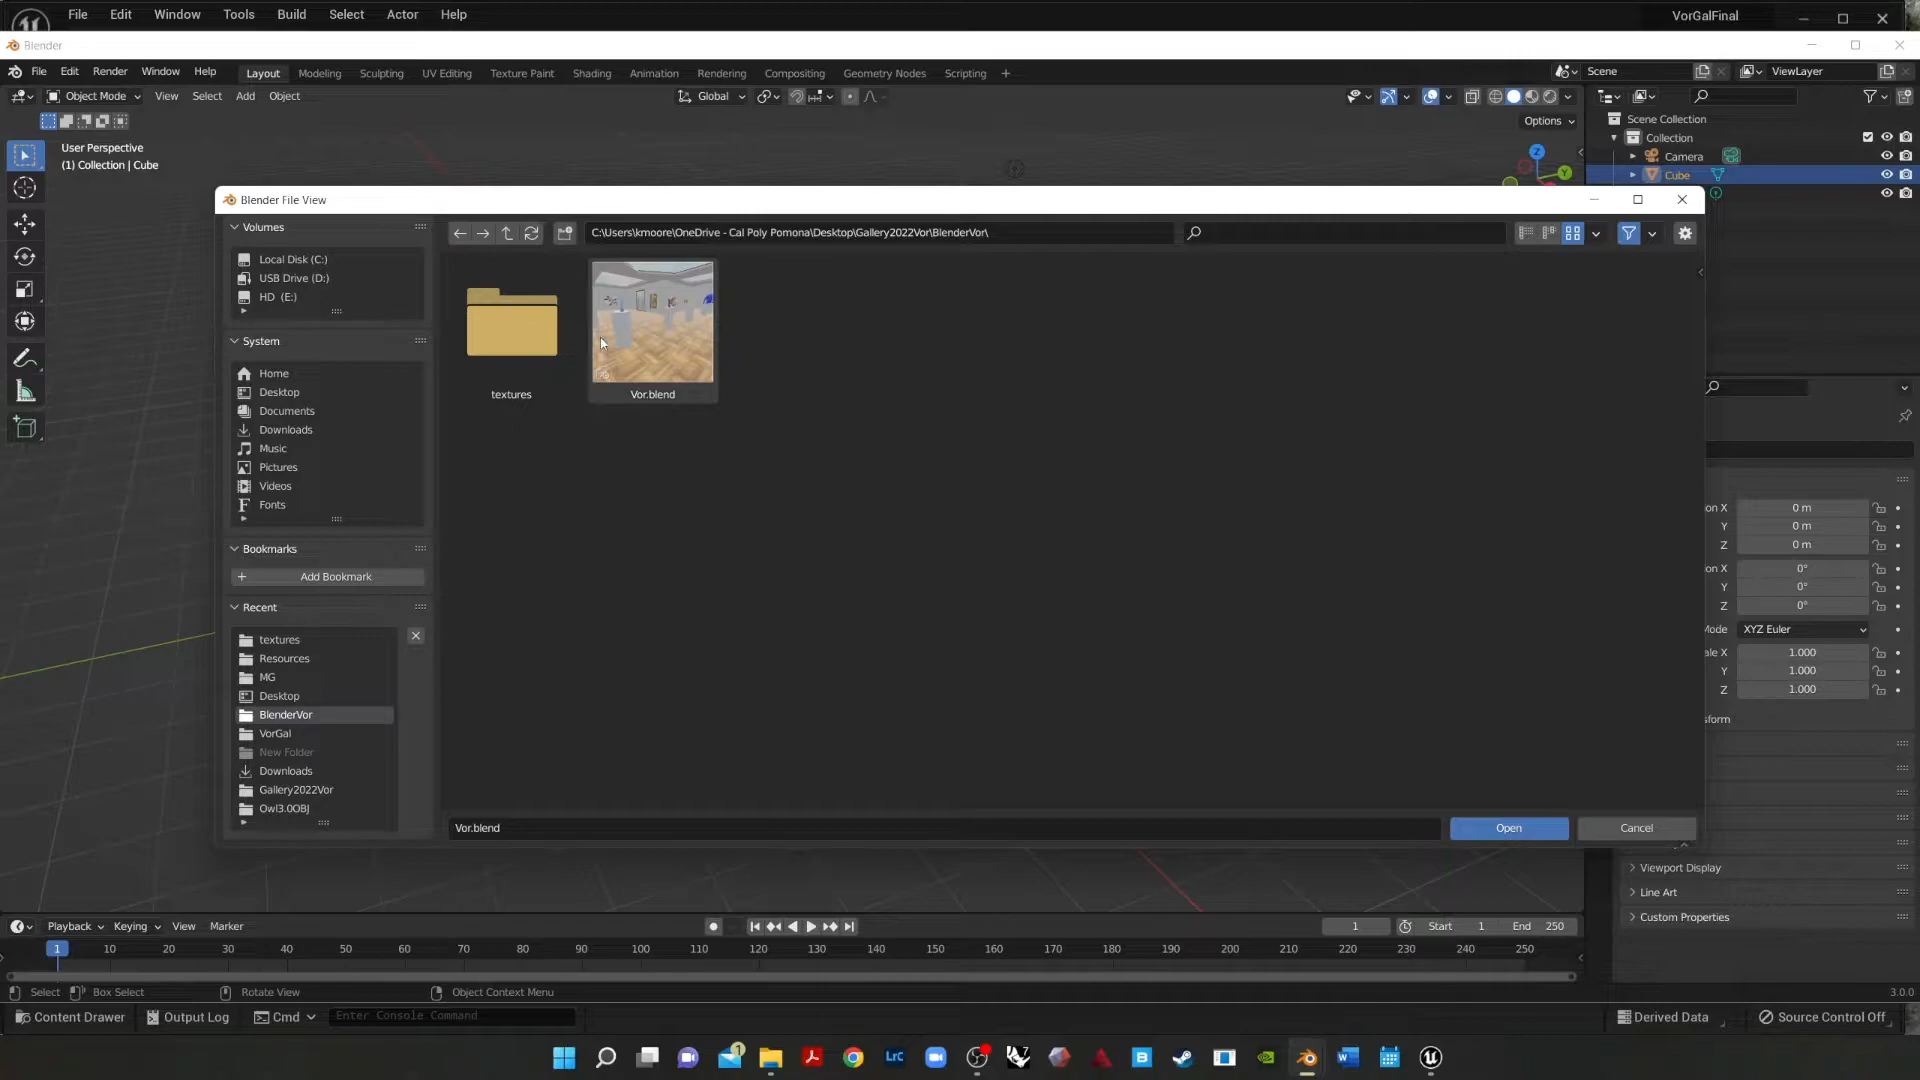 File Edit Window Tools Build Select Actor Help VorGalFinal
Blender
File Edit Render Window Help Layout Modeling Sculpting UV Editing Texture Paint Shading Animation Rendering Compositing Geometry Nodes Scripting + Scene ViewLayer
Object Mode View Select Add Object Global
Options
Scene Collection
Collection
Camera
Cube
User Perspective
(1) Collection | Cube
Z
Y
Blender File View
Volumes
C:\Users\kmoore\OneDrive - Cal Poly Pomona\Desktop\Gallery2022Vor\BlenderVor\
Local Disk (C:)
USB Drive (D:)
HD (E:)
System
Home
Desktop
Documents
Downloads
Music
Pictures
Videos
Fonts
textures
Vor.blend
Bookmarks
+ Add Bookmark
Recent
textures
Resources
MG
Desktop
BlenderVor
VorGal
New Folder
Downloads
Gallery2022Vor
Owl3.0OBJ
Vor.blend
Open Cancel
on X 0 m
Y 0 m
Z 0 m
on X 0°
Y 0°
Z 0°
Mode XYZ Euler
ale X 1.000
Y 1.000
Z 1.000
sform
Viewport Display
Line Art
Custom Properties
Playback Keying View Marker
1 Start 1 End 250
1 10 20 30 40 50 60 70 80 90 100 110 120 130 140 150 160 170 180 190 200 210 220 230 240 250
Select Box Select Rotate View Object Context Menu 3.0.0
Content Drawer Output Log Cmd Enter Console Command Derived Data Source Control Off
1 LrC B W